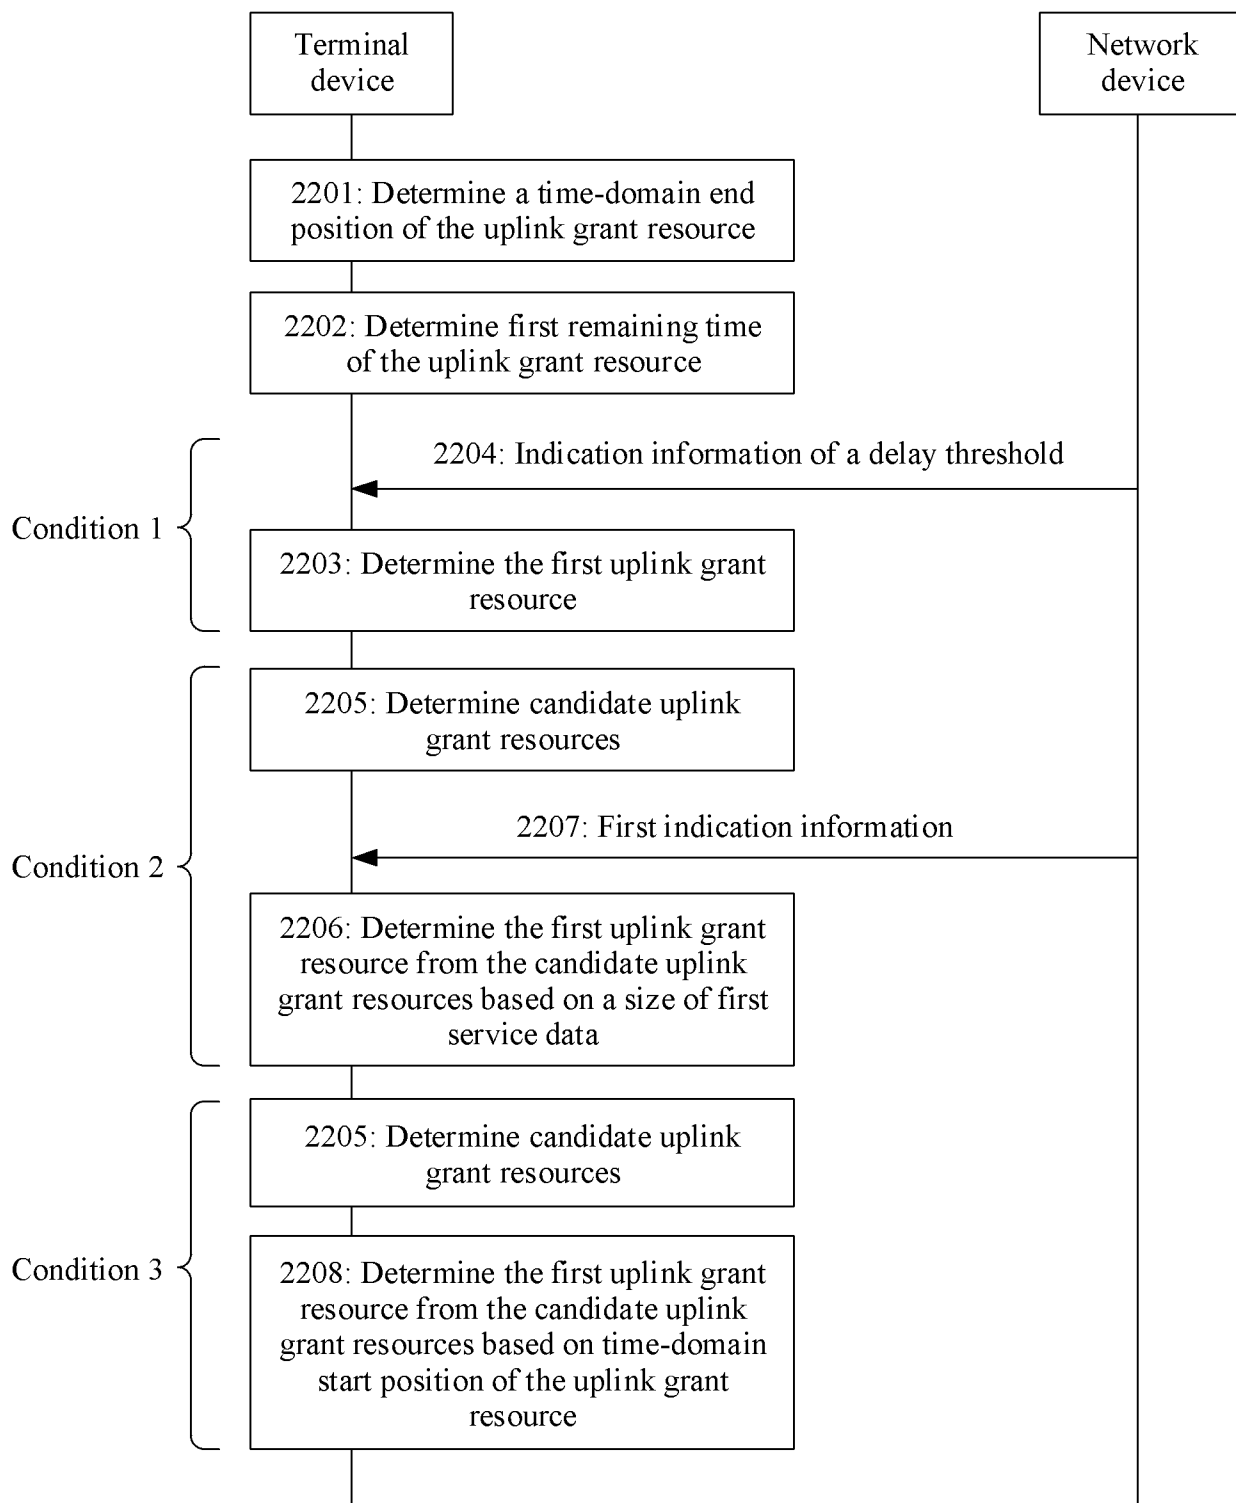 Terminal
device
Network
device
2201: Determine a time-domain end
position of the uplink grant resource
2202: Determine first remaining time
of the uplink grant resource
2204: Indication information of a delay threshold
Condition 1
2203: Determine the first uplink grant
resource
2205: Determine candidate uplink
grant resources
2207: First indication information
Condition 2
2206: Determine the first uplink grant
resource from the candidate uplink
grant resources based on a size of first
service data
2205: Determine candidate uplink
grant resources
Condition 3
2208: Determine the first uplink grant
resource from the candidate uplink
grant resources based on time-domain
start position of the uplink grant
resource